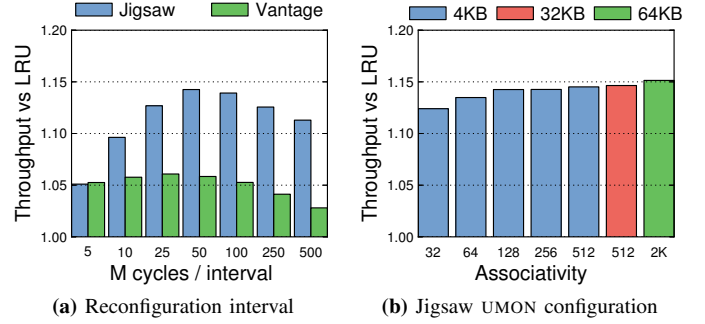 Jigsaw Vantage
Throughput vs LRU
1.20
1.15
1.10
1.05
1.00
5 10 25 50 100 250 500
M cycles / interval
(a) Reconfiguration interval
4KB 32KB 64KB
Throughput vs LRU
1.20
1.15
1.10
1.05
1.00
32 64 128 256 512 512 2K
Associativity
(b) Jigsaw UMON configuration